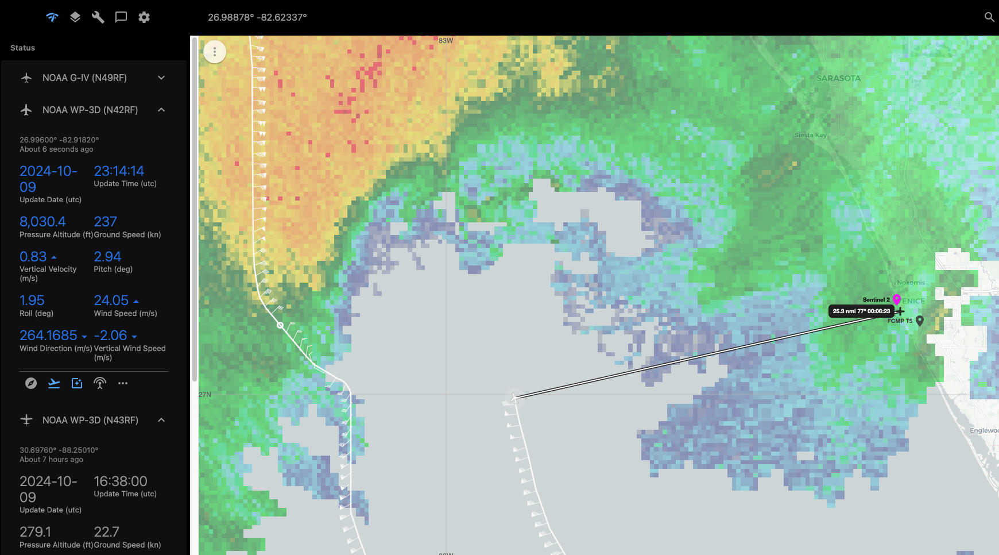 26.98878° -82.62337°
Status
NOAA G-IV (N49RF)
NOAA WP-3D (N42RF)
26.99600° -82.91820°
About 6 seconds ago
2024-10-09
23:14:14
Update Date (utc)
Update Time (utc)
8,030.4
237
Pressure Altitude (ft)
Ground Speed (kn)
0.83
2.94
Vertical Velocity (m/s)
Pitch (deg)
1.95
24.05
Roll (deg)
Wind Speed (m/s)
264.1685
-2.06
Wind Direction (m/s)
Vertical Wind Speed (m/s)
NOAA WP-3D (N43RF)
30.69760° -88.25010°
About 7 hours ago
2024-10-09
16:38:00
Update Date (utc)
Update Time (utc)
279.1
22.7
Pressure Altitude (ft)
Ground Speed (kn)
83W
SARASOTA
Siesta Key
Nokomis
Sentinel 2
ENICE
25.3 nmi 77° 00:06:23
FCMP T5
27N
Englewoo